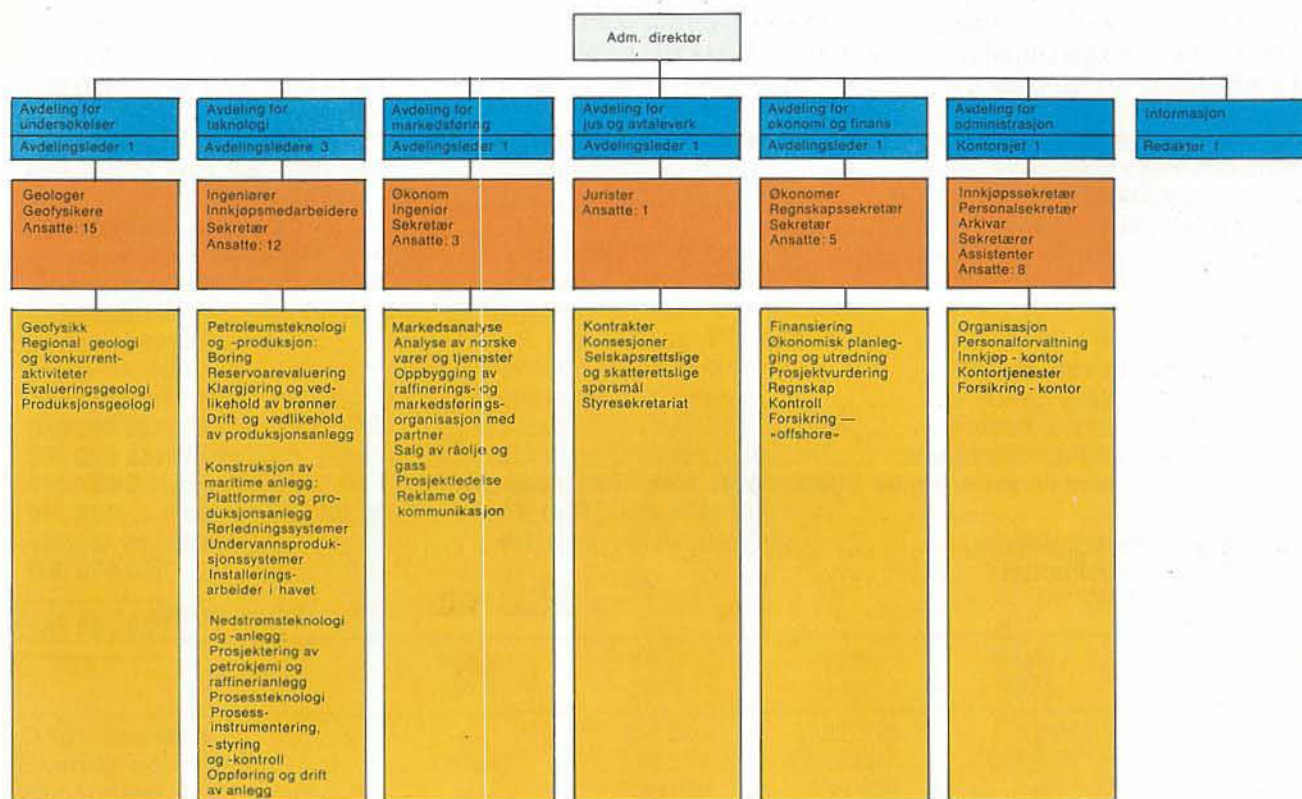 Adm. direktør
Avdeling for
undersøkelser
Avdelingsleder 1
Geologer
Geofysikere
Ansatte: 15
Geofysikk
Regional geologi
og konkurrent-
aktiviteter
Evalueringsgeologi
Produksjonsgeologi
Avdeling for
teknologi
Avdelingsledere 3
Ingeniører
Innkjøpsmedarbeidere
Sekretær
Ansatte: 12
Petroleumsteknologi
og -produksjon:
Boring
Reservoarevaluering
Klargjøring og ved-
likehold av brønner
Drift og vedlikehold
av produksjonsanlegg
Konstruksjon av
maritime anlegg:
Plattformer og pro-
duksjonsanlegg
Rørledningssystemer
Undervannsproduk-
sjonssystemer
Installerings-
arbeider i havet
Nedstrømsteknologi
og -anlegg:
Prosjektering av
petrokjemi og
raffinerianlegg
Prosessteknologi
Prosess-
instrumentering,
-styring
og -kontroll
Oppføring og drift
av anlegg
Avdeling for
markedsføring
Avdelingsleder 1
Økonom
Ingeniør
Sekretær
Ansatte: 3
Markedsanalyse
Analyse av norske
varer og tjenester
Oppbygging av
raffinerings- og
markedsførings-
organisasjon med
partner
Salg av råolje og
gass
Prosjektledelse
Reklame og
kommunikasjon
Avdeling for
jus og avtaleverk
Avdelingsleder 1
Jurister
Ansatte: 1
Kontrakter
Konsesjoner
Selskapsrettslige
og skatterettslige
spørsmål
Styresekretariat
Avdeling for
økonomi og finans
Avdelingsleder 1
Økonomer
Regnskapssekretær
Sekretær
Ansatte: 5
Finansiering
Økonomisk planleg-
ging og utredning
Prosjektvurdering
Regnskap
Kontroll
Forsikring —
«offshore»
Avdeling for
administrasjon
Kontorsjef 1
Innkjøpssekretær
Personalsekretær
Arkivar
Sekretærer
Assistenter
Ansatte: 8
Organisasjon
Personalforvaltning
Innkjøp - kontor
Kontortjenester
Forsikring - kontor
Informasjon
Redaktør 1